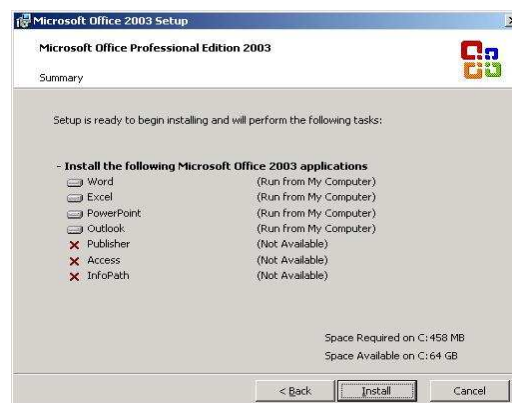 Microsoft Office 2003 Setup
Microsoft Office Professional Edition 2003
Summary
Setup is ready to begin installing and will perform the following tasks:
- Install the following Microsoft Office 2003 applications
Word (Run from My Computer)
Excel (Run from My Computer)
PowerPoint (Run from My Computer)
Outlook (Run from My Computer)
Publisher (Not Available)
Access (Not Available)
InfoPath (Not Available)
Space Required on C: 458 MB
Space Available on C: 64 GB
< Back Install Cancel